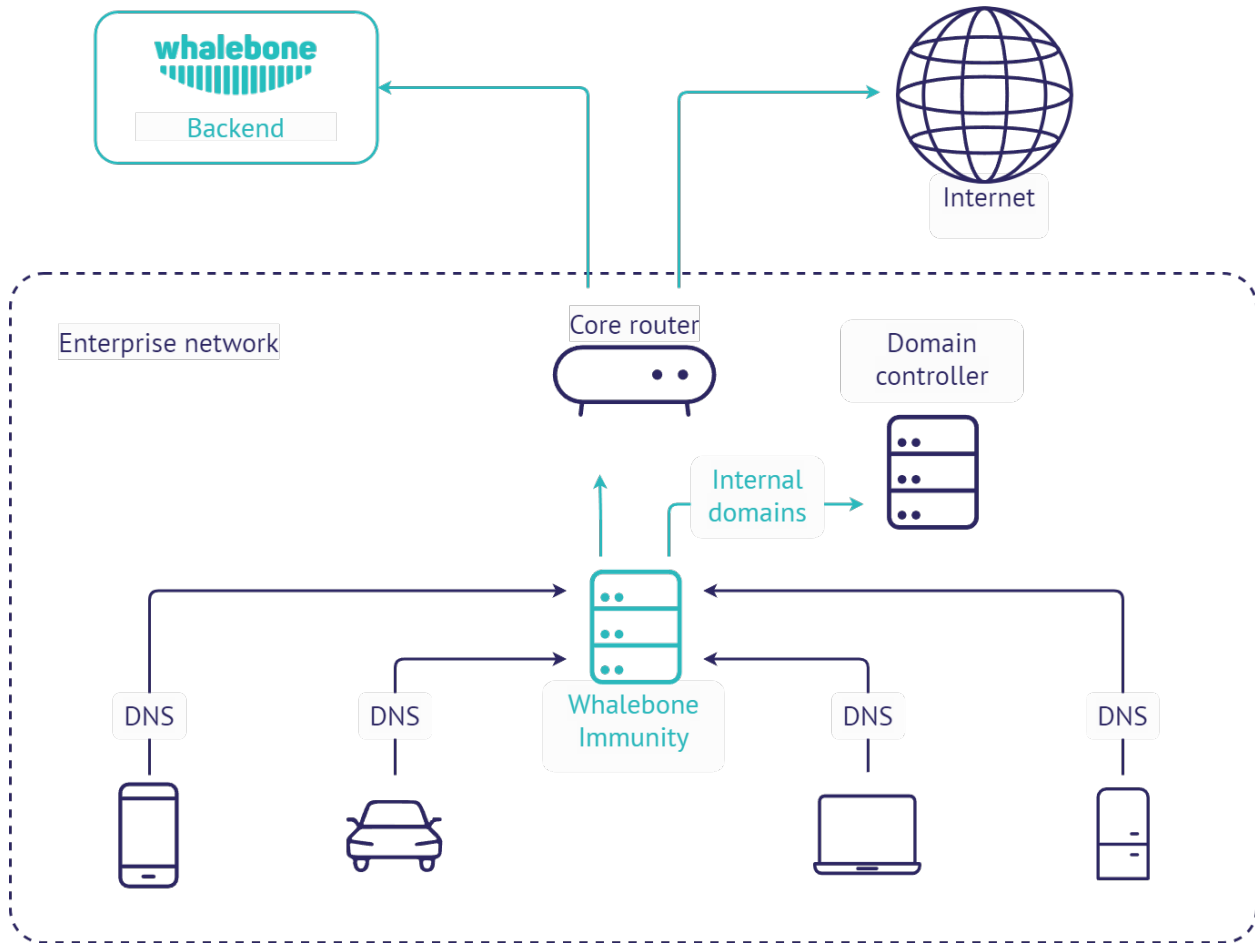 whalebone
Backend
Internet
Enterprise network
Core router
Domain
controller
Internal
domains
Whalebone
Immunity
DNS
DNS
DNS
DNS